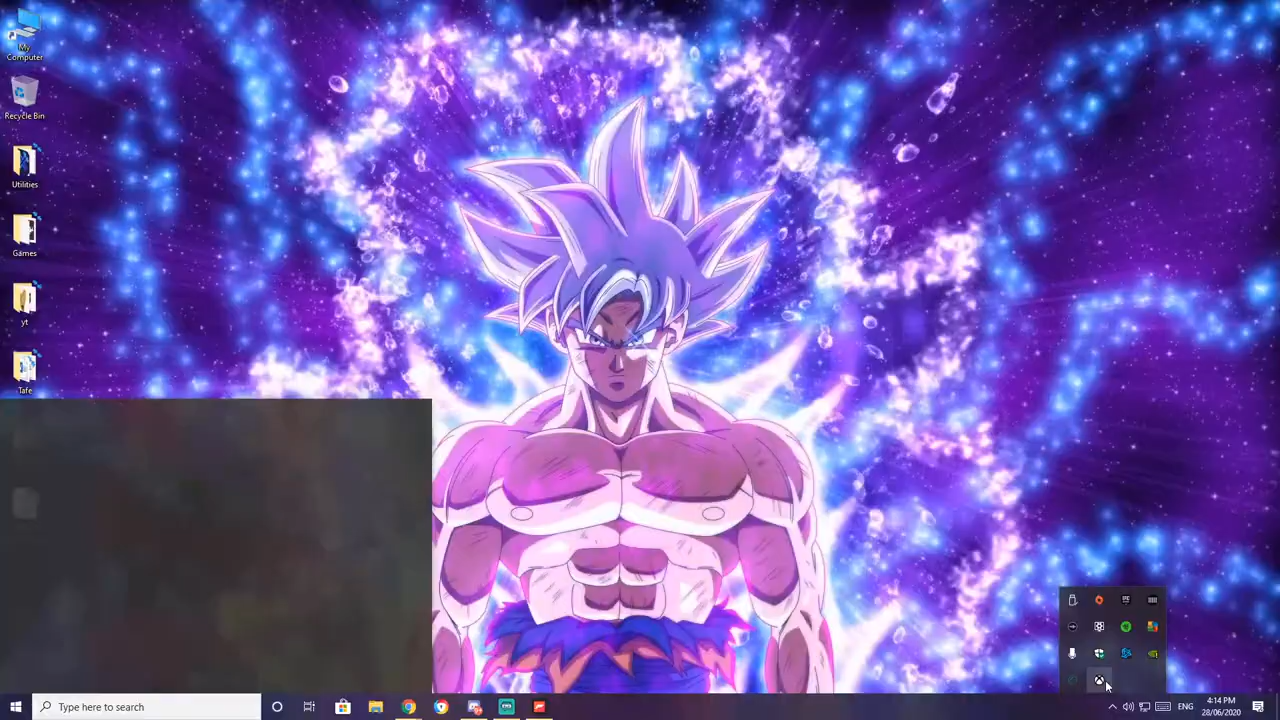 My
Computer
Recycle Bin
Utilities
Games
yt
Tafe
Type here to search
ENG
4:14 PM
28/06/2020